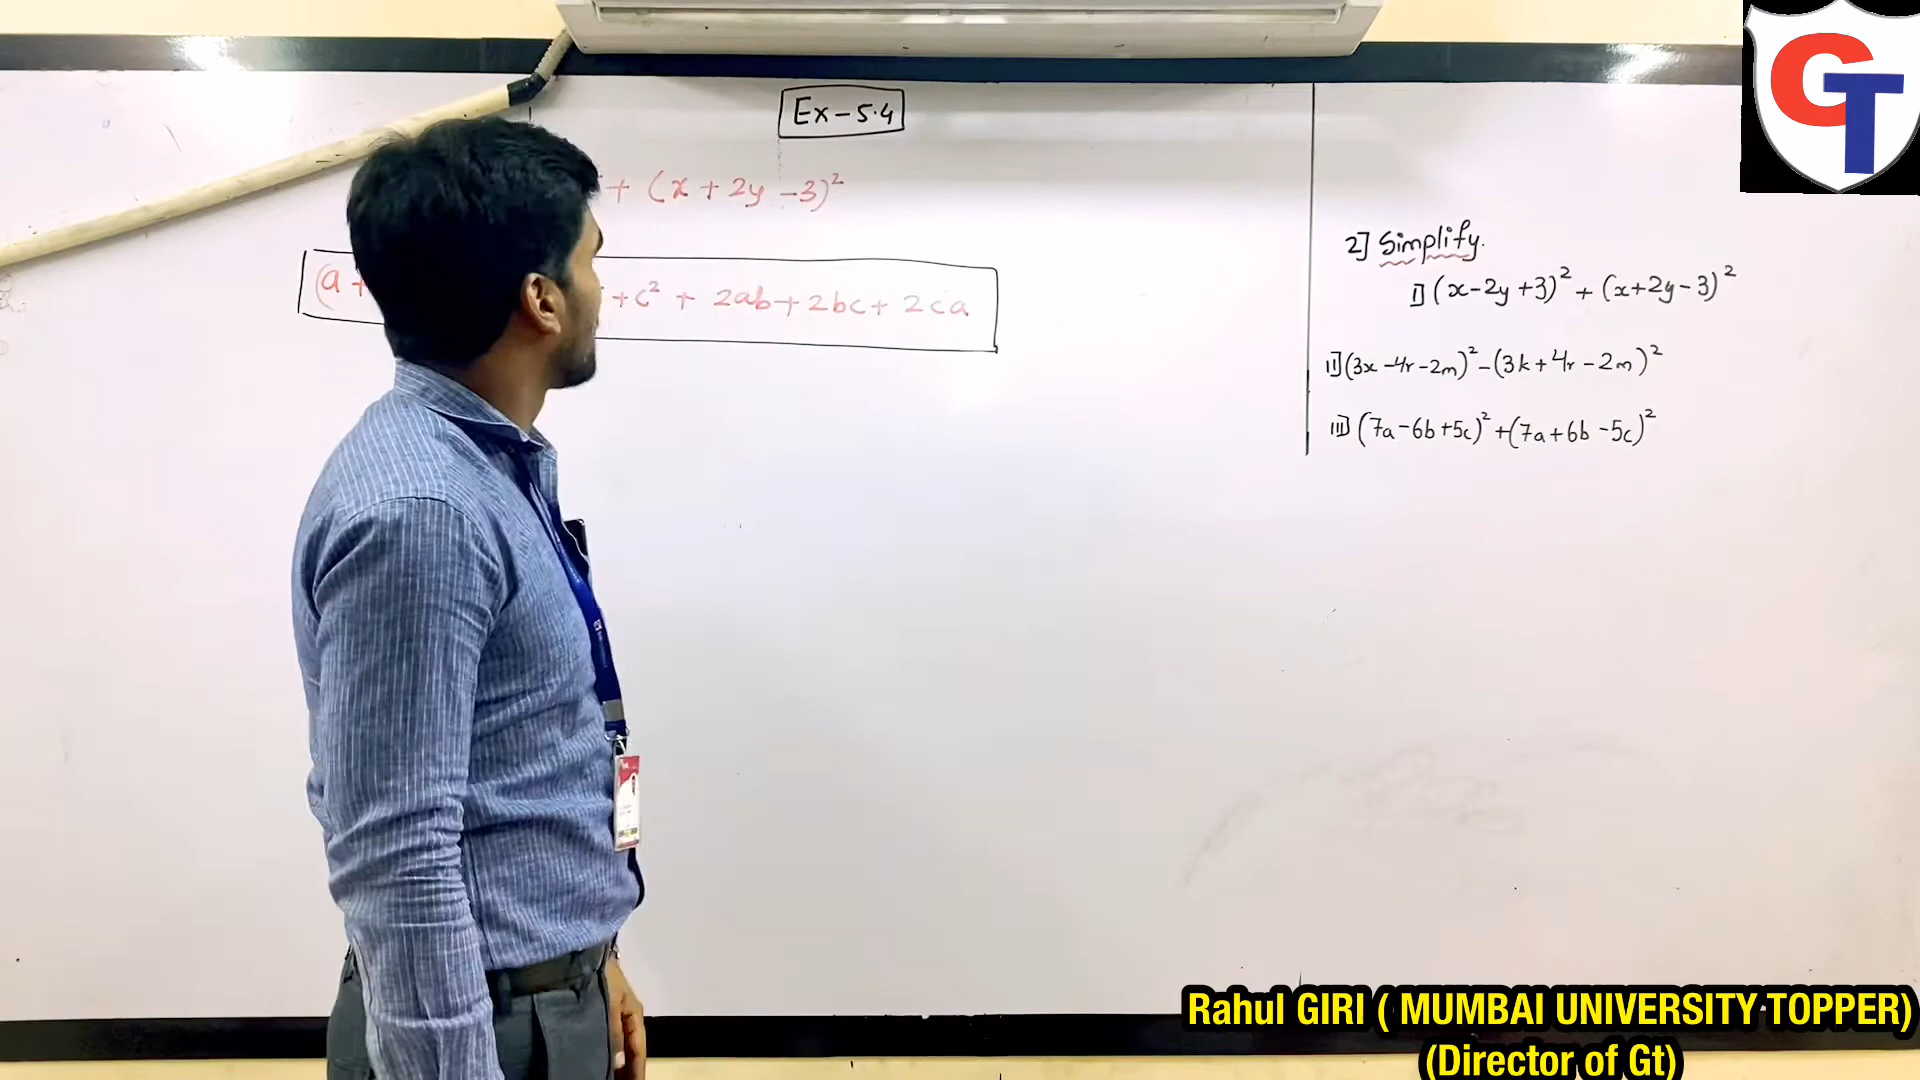 GT
Ex-5.4
+ (x + 2y - 3)²
(a + + c² + 2ab + 2bc + 2ca
2] Simplify.
I] (x-2y+3)² + (x+2y-3)²
II] (3x-4r-2m)² - (3k+4r-2m)²
III] (7a-6b+5c)² + (7a+6b-5c)²
Rahul GIRI ( MUMBAI UNIVERSITY TOPPER)
(Director of Gt)